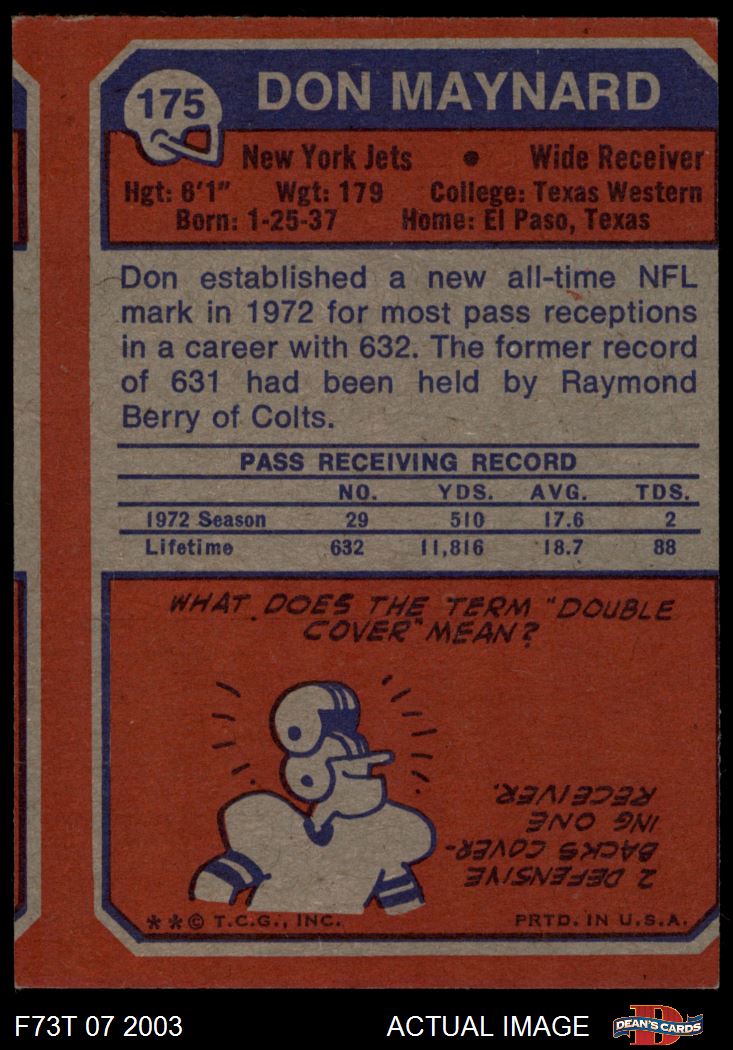 175
DON MAYNARD
New York Jets • Wide Receiver
Hgt: 6'1" Wgt: 179 College: Texas Western
Born: 1-25-37 Home: El Paso, Texas
Don established a new all-time NFL
mark in 1972 for most pass receptions
in a career with 632. The former record
of 631 had been held by Raymond
Berry of Colts.
PASS RECEIVING RECORD
NO. YDS. AVG. TDS.
1972 Season 29 510 17.6 2
Lifetime 632 11,816 18.7 88
WHAT DOES THE TERM "DOUBLE
COVER" MEAN?
2 DEFENSIVE
BACKS COVER-
ING ONE
RECEIVER.
**© T.C.G., INC. PRTD. IN U.S.A.
F73T 07 2003 ACTUAL IMAGE D DEAN'S CARDS